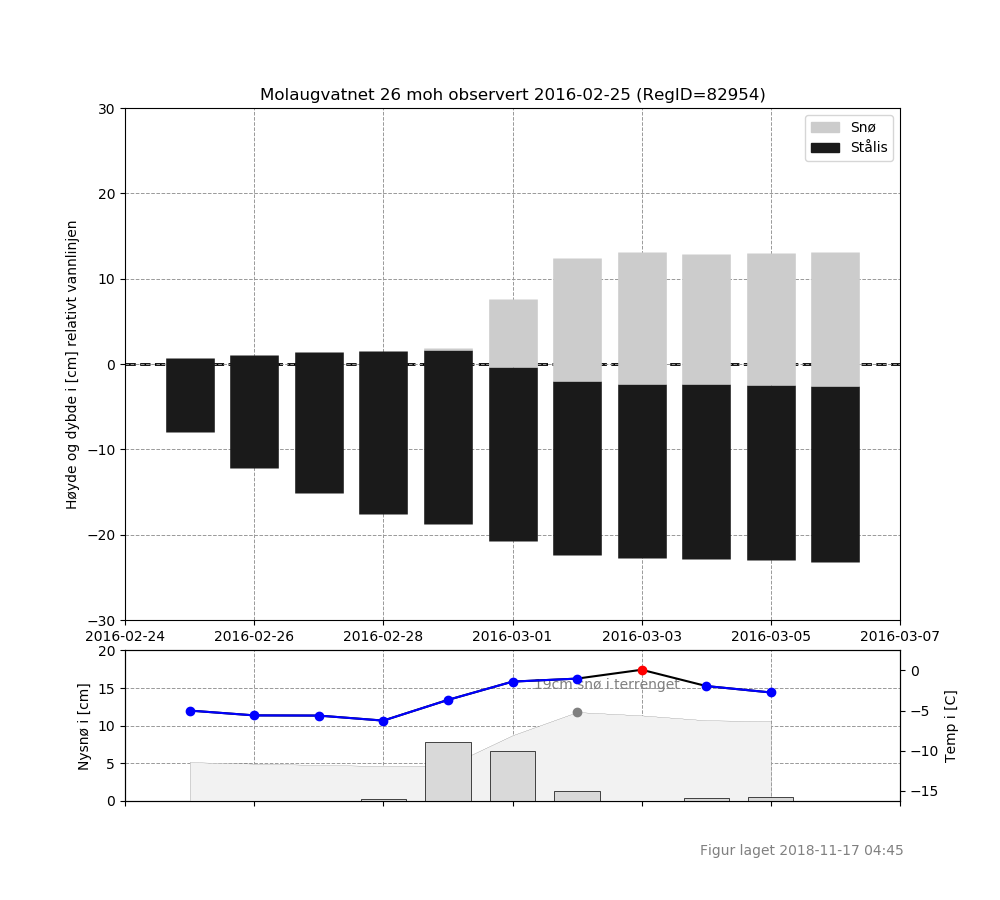 Molaugvatnet 26 moh observert 2016-02-25 (RegID=82954)
Snø
Stålis
Høyde og dybde i [cm] relativt vannlinjen
30
20
10
0
−10
−20
−30
2016-02-24 2016-02-26 2016-02-28 2016-03-01 2016-03-03 2016-03-05 2016-03-07
Nysnø i [cm]
20
15
10
5
0
19cm snø i terrenget
0
−5
−10
−15
Temp i [C]
Figur laget 2018-11-17 04:45